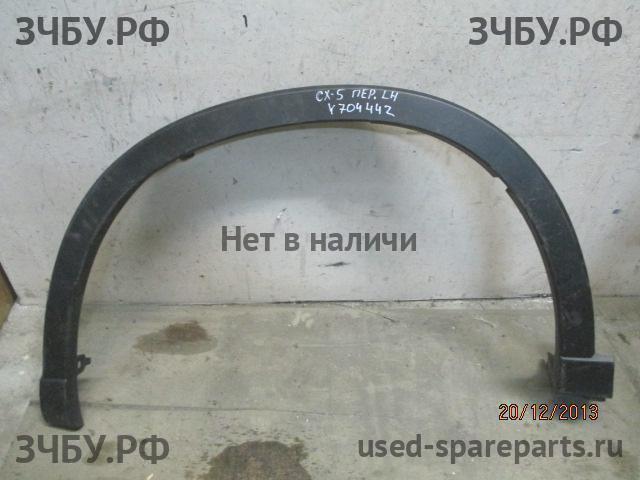 ЗЧБУ.РФ
ЗЧБУ.РФ
CX-5 ПЕР. LH
Y704442
Нет в наличи
20/12/2013
ЗЧБУ.РФ
used-spareparts.ru